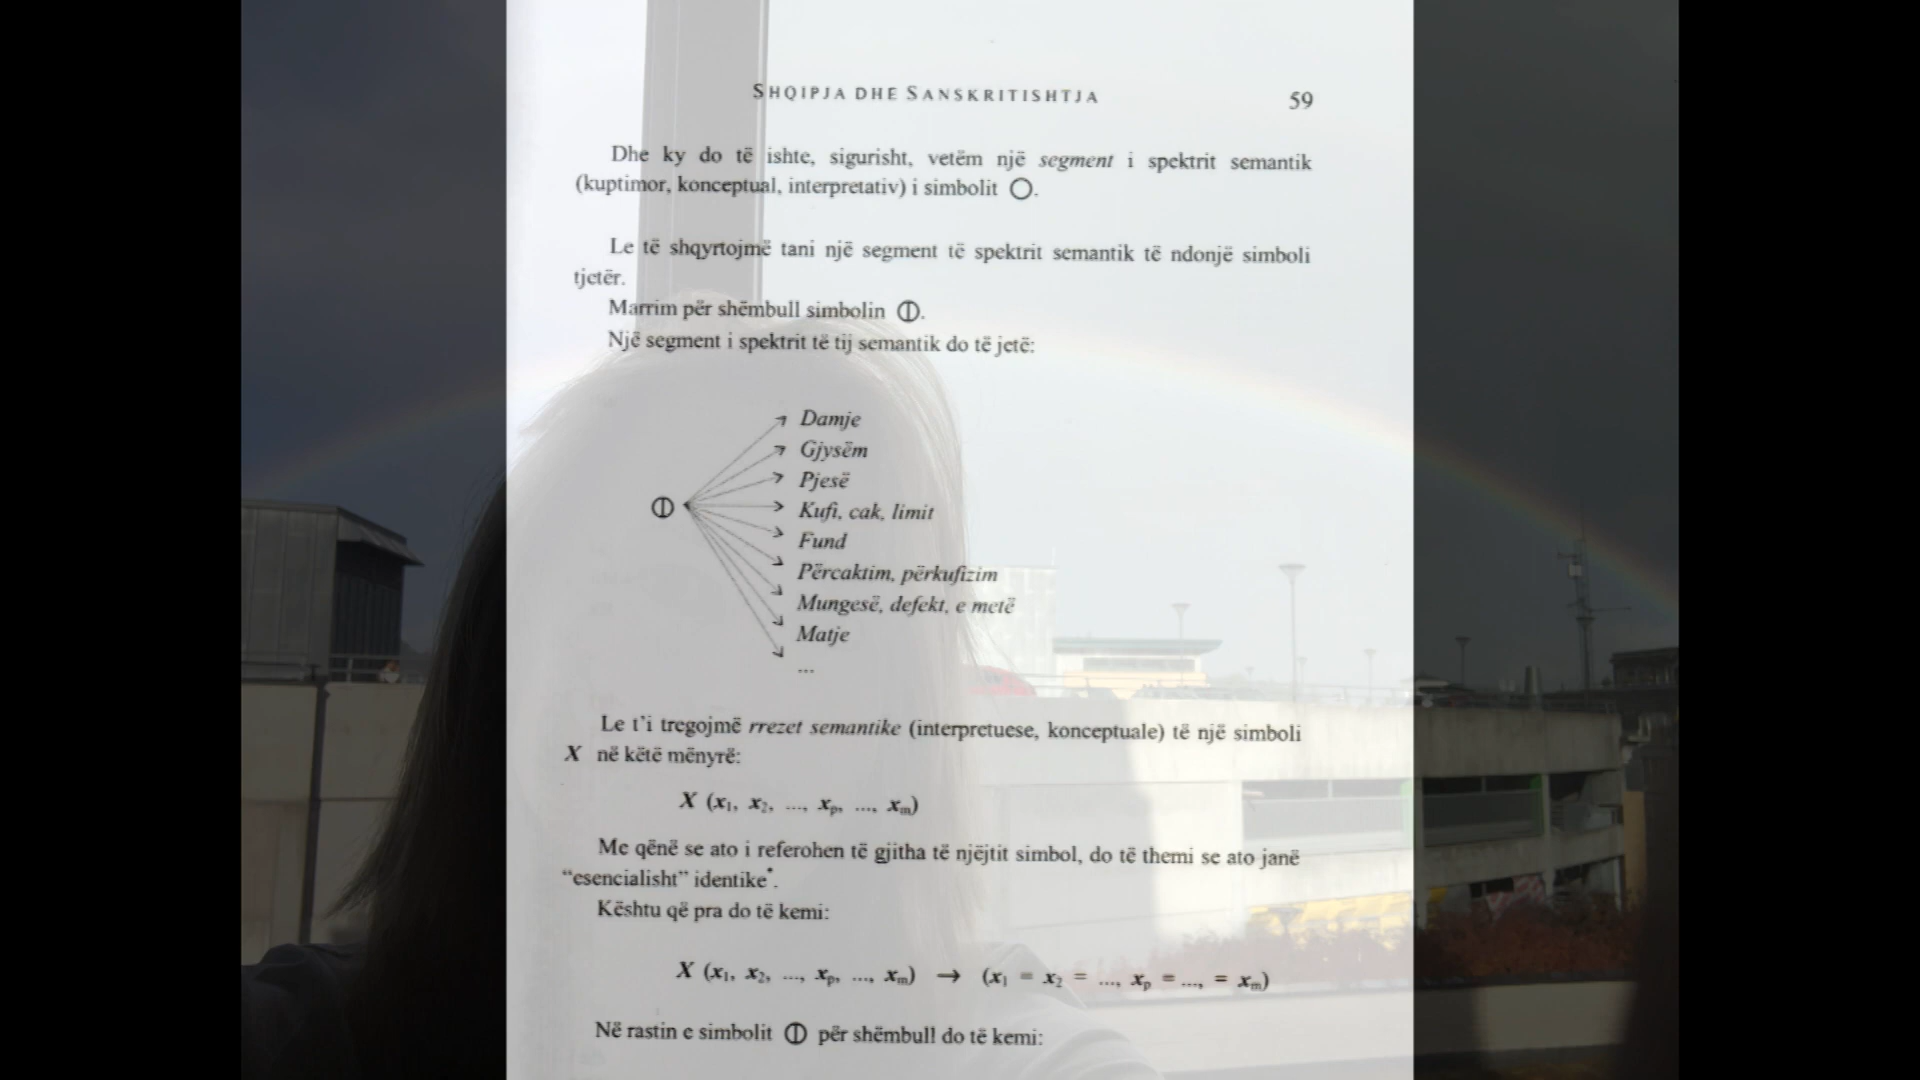 SHQIPJA DHE SANSKRITISHTJA 59
Dhe ky do të ishte, sigurisht, vetëm një segment i spektrit semantik
(kuptimor, konceptual, interpretativ) i simbolit ◯.
Le të shqyrtojmë tani një segment të spektrit semantik të ndonjë simboli
tjetër.
Marrim për shëmbull simbolin ⦶.
Një segment i spektrit të tij semantik do të jetë:
Damje
Gjysëm
Pjesë
⦶ Kufi, cak, limit
Fund
Përcaktim, përkufizim
Mungesë, defekt, e metë
Matje
...
Le t'i tregojmë rrezet semantike (interpretuese, konceptuale) të një simboli
X në këtë mënyrë:
X (x₁, x₂, ..., xₚ, ..., xₘ)
Me qënë se ato i referohen të gjitha të njëjtit simbol, do të themi se ato janë
“esencialisht” identike*.
Kështu që pra do të kemi:
X (x₁, x₂, ..., xₚ, ..., xₘ) → (x₁ = x₂ = ..., xₚ = ..., = xₘ)
Në rastin e simbolit ⦶ për shëmbull do të kemi: